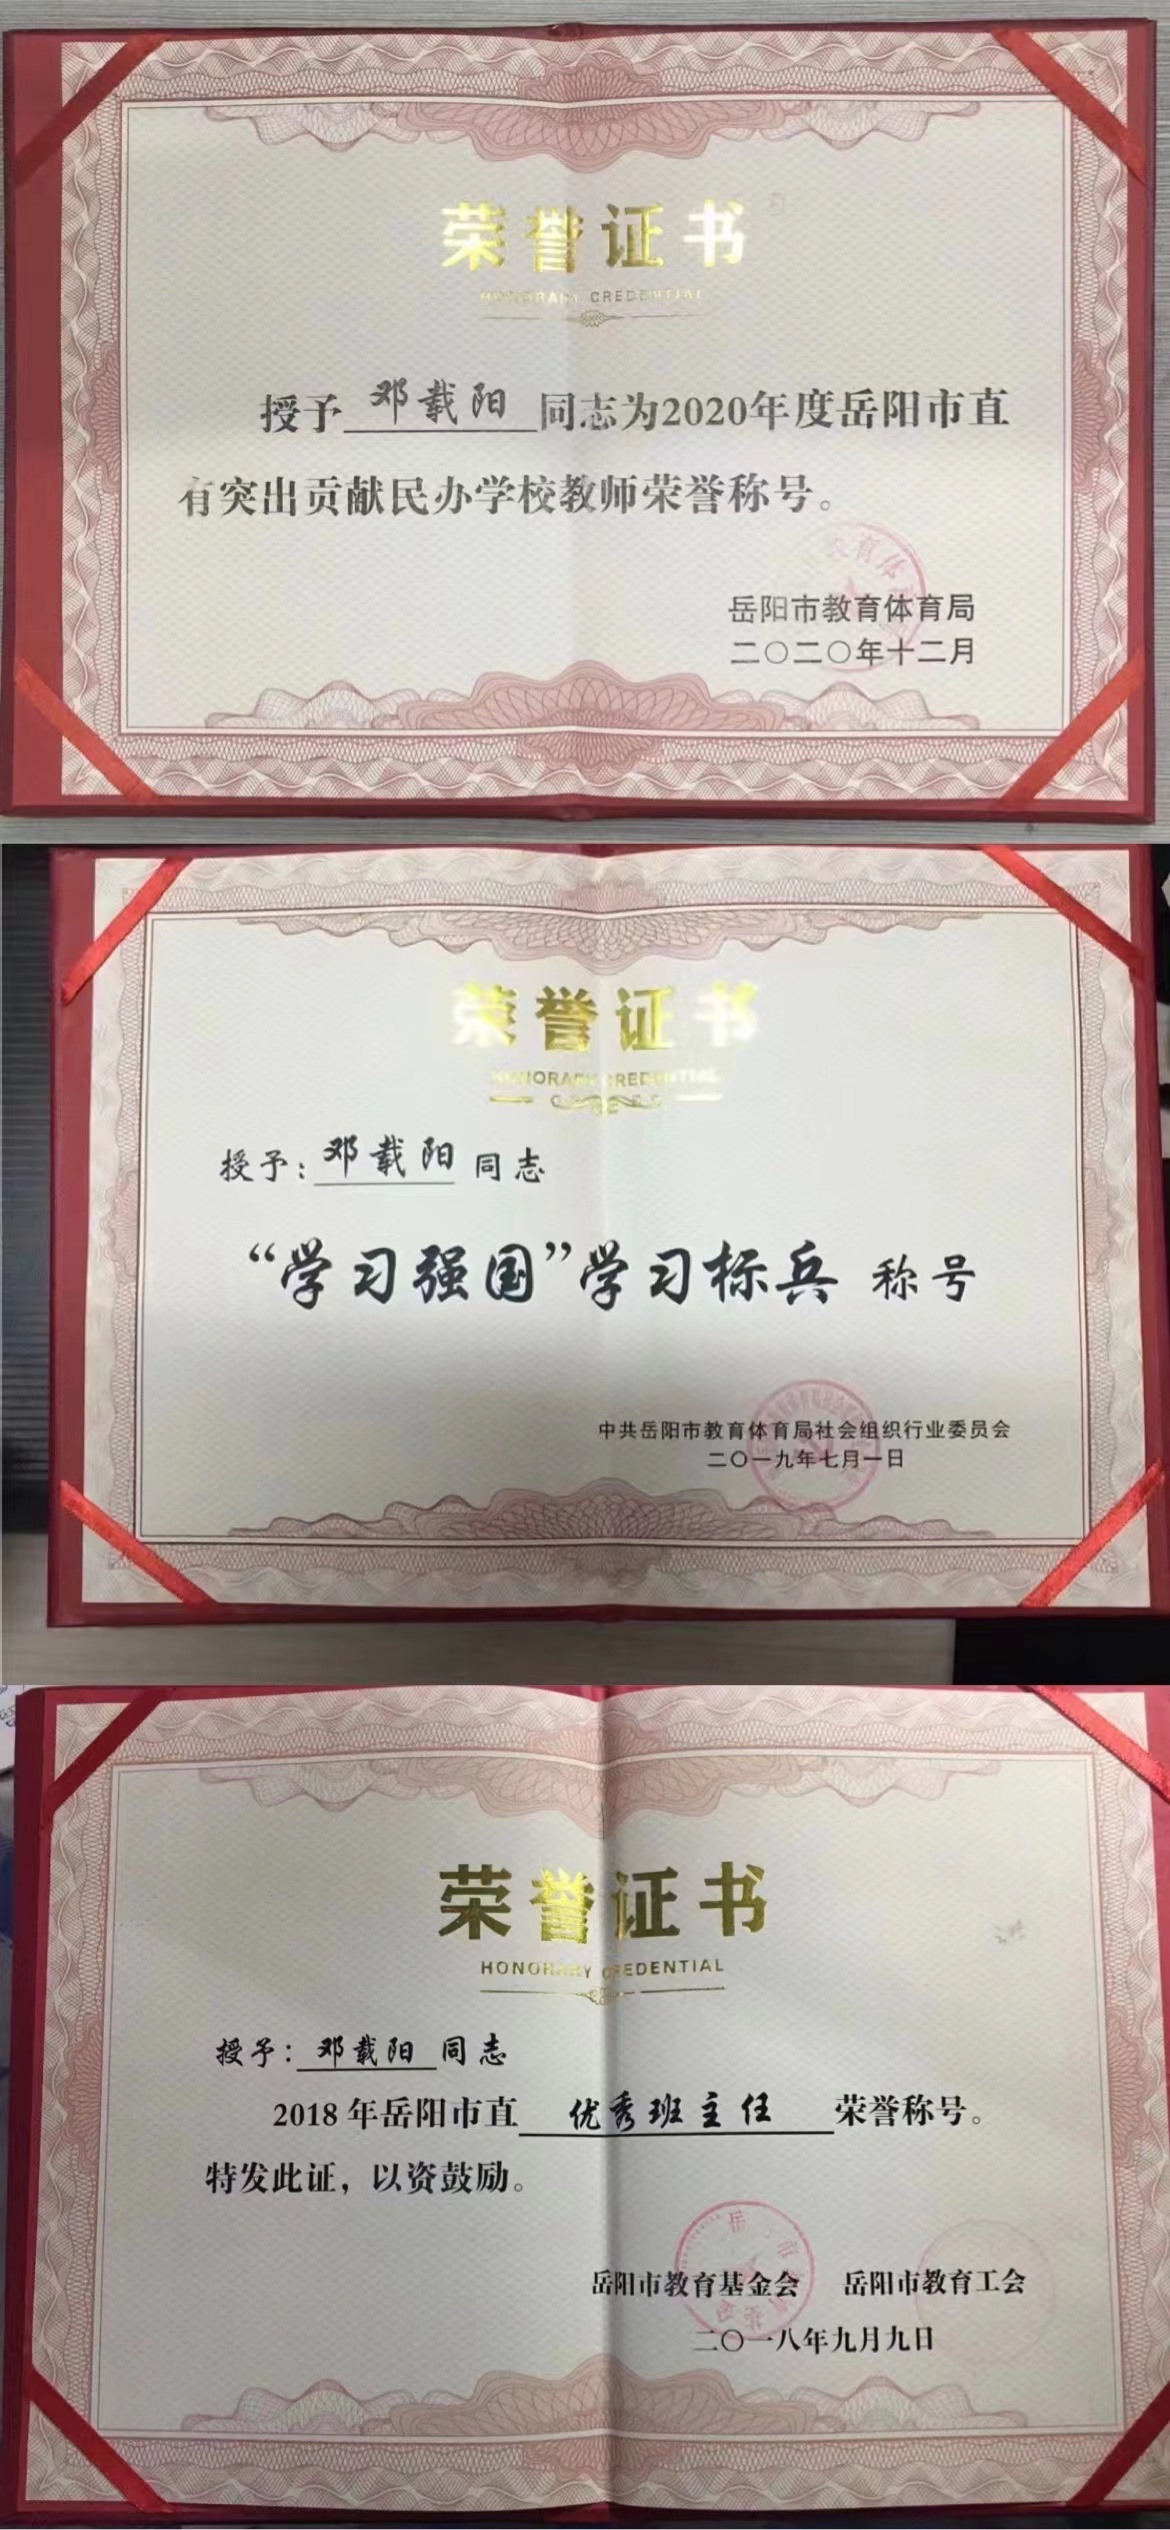 荣誉证书
HONORARY CREDENTIAL
授予 邓载阳 同志为2020年度岳阳市直
有突出贡献民办学校教师荣誉称号。
岳阳市教育体育局
二〇二〇年十二月
荣誉证书
HONORARY CREDENTIAL
授予：邓载阳 同志
“学习强国”学习标兵 称号
中共岳阳市教育体育局社会组织行业委员会
二〇一九年七月一日
荣誉证书
HONORARY CREDENTIAL
授予：邓载阳 同志
2018年岳阳市直 优秀班主任 荣誉称号。
特发此证，以资鼓励。
岳阳市教育基金会 岳阳市教育工会
二〇一八年九月九日